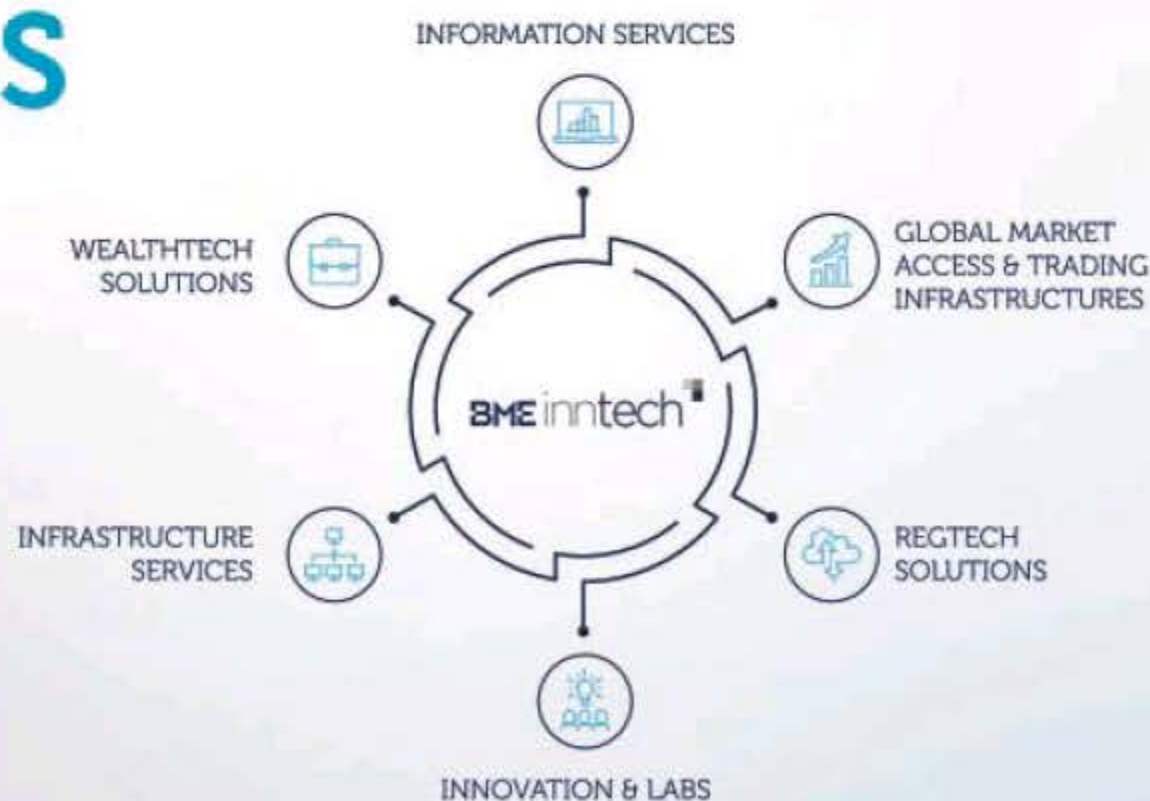 S
INFORMATION SERVICES
WEALTHTECH
SOLUTIONS
GLOBAL MARKET
ACCESS & TRADING
INFRASTRUCTURES
BME inntech
INFRASTRUCTURE
SERVICES
REGTECH
SOLUTIONS
INNOVATION & LABS